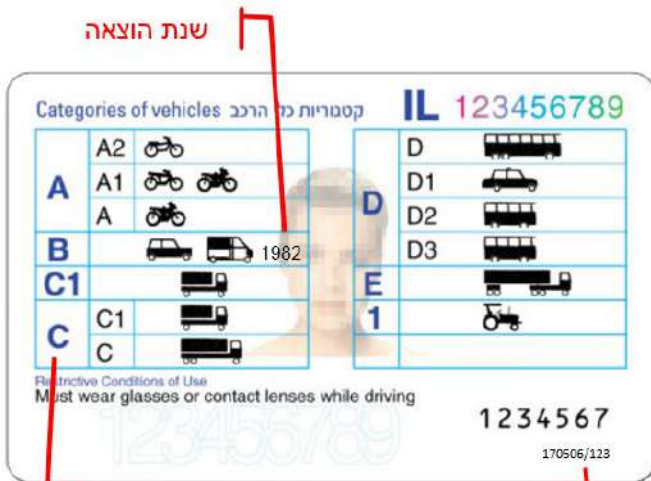 שנת הוצאה
Categories of vehicles קטגוריות כלי הרכב
IL 123456789
A
A2
A1
A
B
1982
C1
C
C1
C
D
D
D1
D2
D3
E
1
Restrictive Conditions of Use
Must wear glasses or contact lenses while driving
123456789
1234567
170506/123